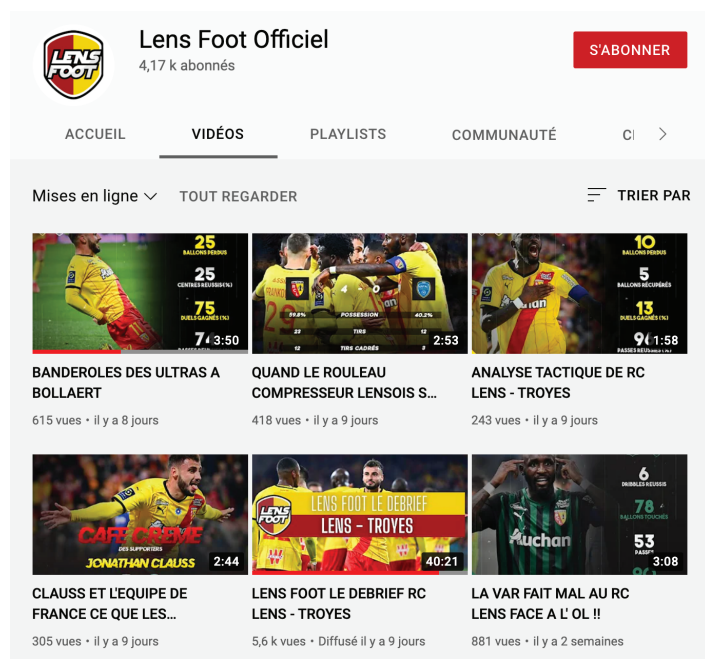 LENS
FOOT
Lens Foot Officiel
4,17 k abonnés
S'ABONNER
ACCUEIL
VIDÉOS
PLAYLISTS
COMMUNAUTÉ
Mises en ligne
TOUT REGARDER
TRIER PAR
25
BALLONS PERDUS
25
CENTRES REUSSIS(%)
75
DUELS GAGNÉS (%)
3:50
4 - 0
59.8%
POSSESSION
40.2%
23
TIRS
12
12
TIRS CADRÉS
3
2:53
10
BALLONS PERDUS
5
BALLONS RÉCUPÉRÉS
13
DUELS GAGNÉS (%)
1:58
BANDEROLES DES ULTRAS A
BOLLAERT
615 vues • il y a 8 jours
QUAND LE ROULEAU
COMPRESSEUR LENSOIS S...
418 vues • il y a 9 jours
ANALYSE TACTIQUE DE RC
LENS - TROYES
243 vues • il y a 9 jours
CAFE CREME
DES SUPPORTERS
JONATHAN CLAUSS
2:44
LENS
FOOT
LENS FOOT LE DEBRIEF
LENS - TROYES
40:21
Auchan
6
DRIBBLES REUSSIS
78
BALLONS TOUCHÉS
53
3:08
CLAUSS ET L'EQUIPE DE
FRANCE CE QUE LES...
305 vues • il y a 9 jours
LENS FOOT LE DEBRIEF RC
LENS - TROYES
5,6 k vues • Diffusé il y a 9 jours
LA VAR FAIT MAL AU RC
LENS FACE A L' OL !!
881 vues • il y a 2 semaines